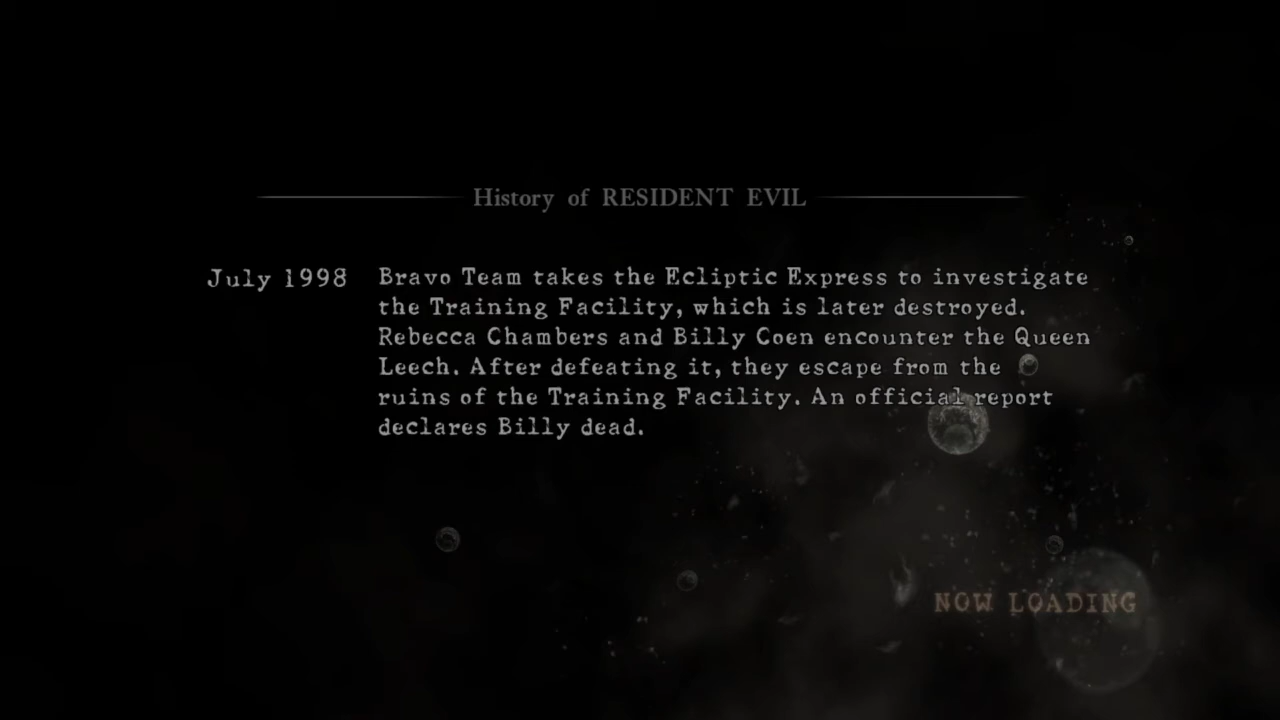 History of RESIDENT EVIL
July 1998 Bravo Team takes the Ecliptic Express to investigate
the Training Facility, which is later destroyed.
Rebecca Chambers and Billy Coen encounter the Queen
Leech. After defeating it, they escape from the
ruins of the Training Facility. An official report
declares Billy dead.
NOW LOADING